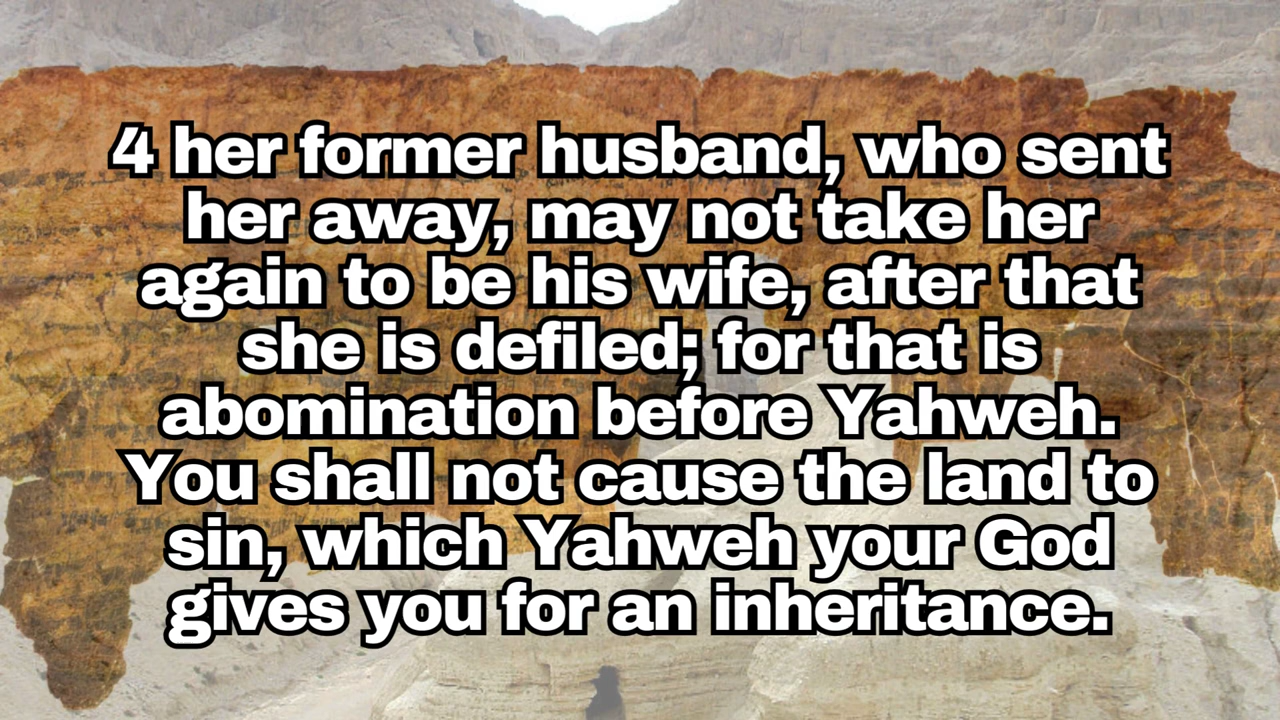 4 her former husband, who sent
her away, may not take her
again to be his wife, after that
she is defiled; for that is
abomination before Yahweh.
You shall not cause the land to
sin, which Yahweh your God
gives you for an inheritance.